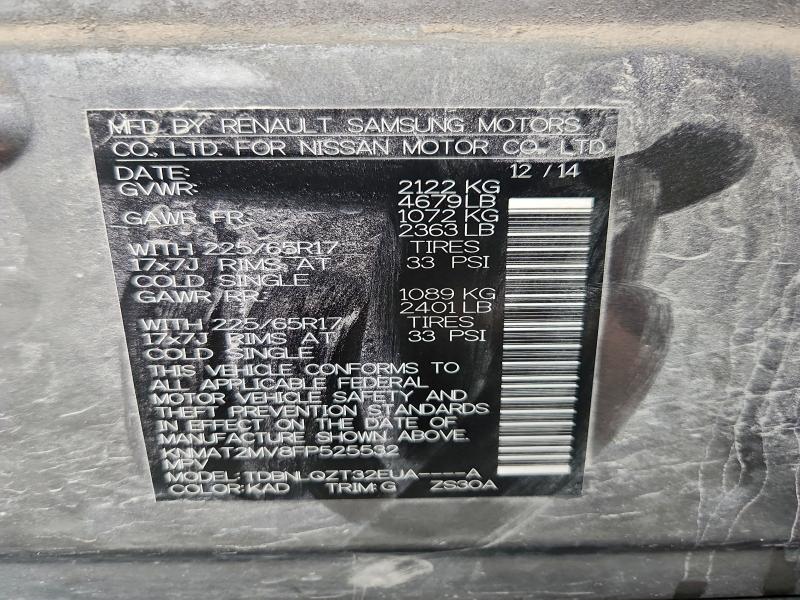 MFD. BY RENAULT SAMSUNG MOTORS
CO., LTD. FOR NISSAN MOTOR CO., LTD.
DATE: 12 / 14
GVWR: 2122 KG
4679 LB
GAWR FR: 1072 KG
2363 LB
WITH 225/65R17 TIRES
17x7J RIMS AT 33 PSI
COLD SINGLE
GAWR RR: 1089 KG
2401 LB
WITH 225/65R17 TIRES
17x7J RIMS AT 33 PSI
COLD SINGLE
THIS VEHICLE CONFORMS TO
ALL APPLICABLE FEDERAL
MOTOR VEHICLE SAFETY AND
THEFT PREVENTION STANDARDS
IN EFFECT ON THE DATE OF
MANUFACTURE SHOWN ABOVE.
KNMAT2MV8FP525532
MPV
MODEL: TDBNLQZT32EUA----A
COLOR: KAD TRIM: G ZS30A